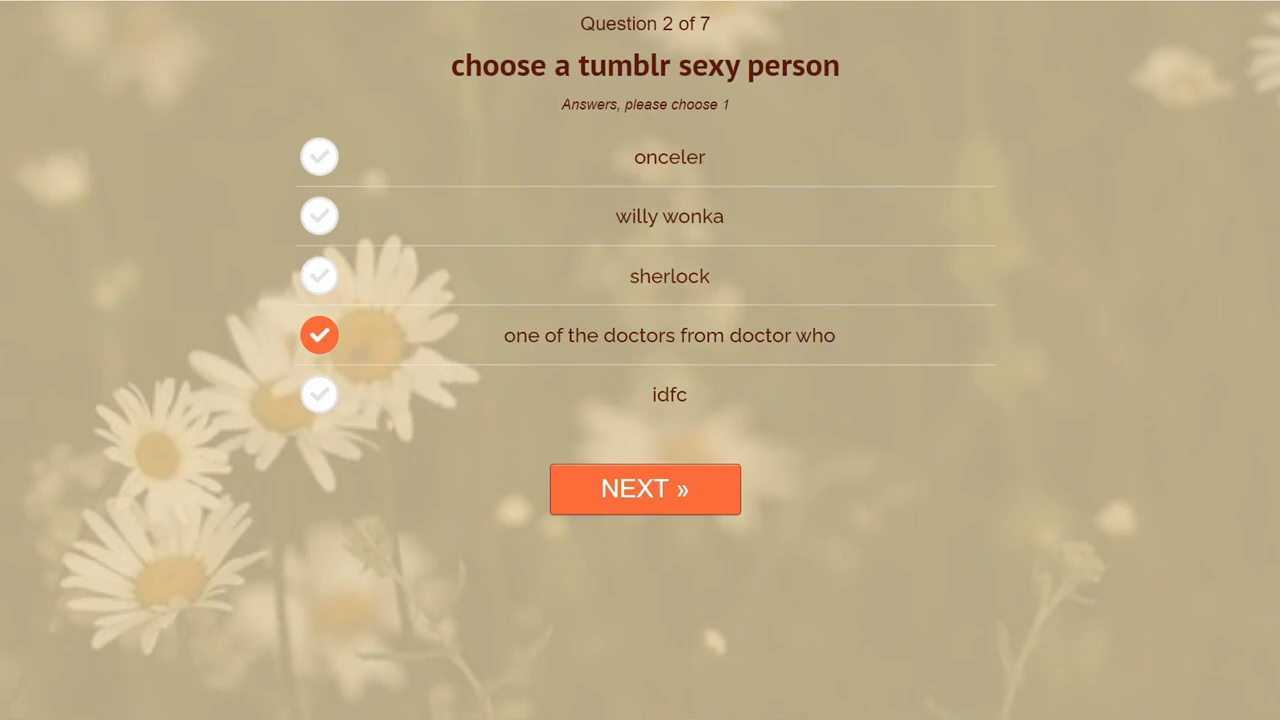 Question 2 of 7
choose a tumblr sexy person
Answers, please choose 1
onceler
willy wonka
sherlock
one of the doctors from doctor who
idfc
NEXT »